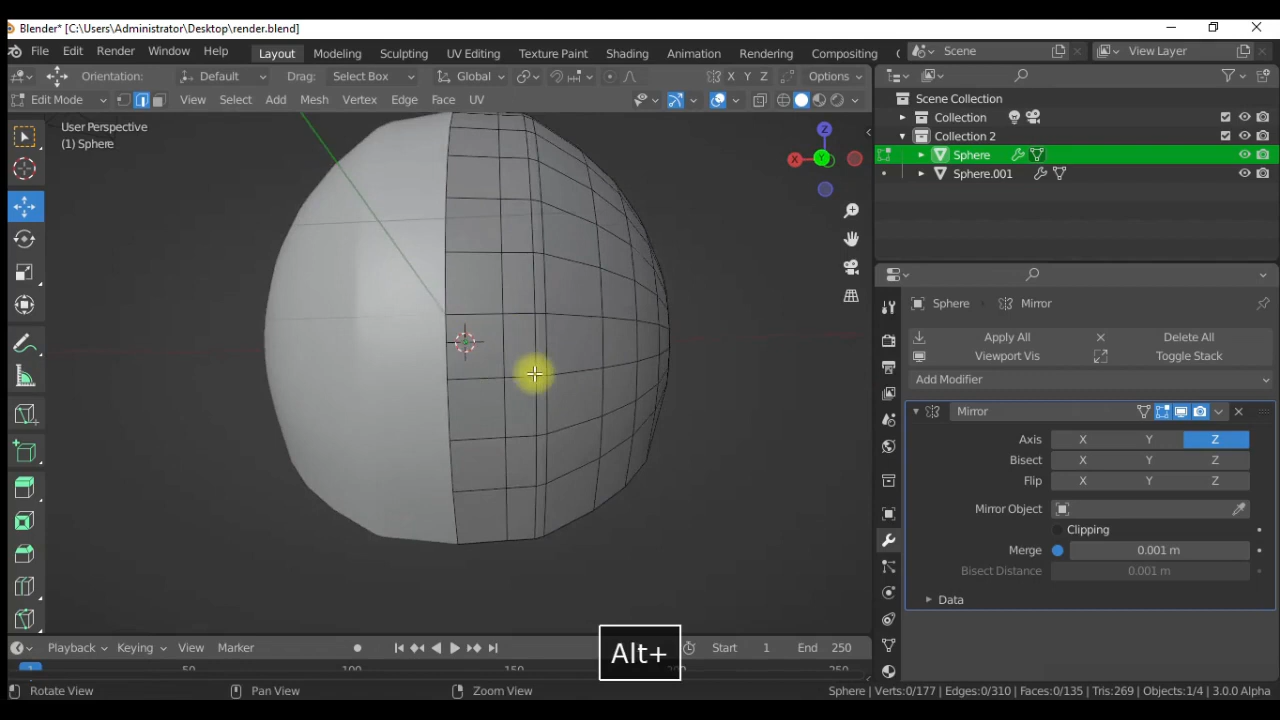 Blender* [C:\Users\Administrator\Desktop\render.blend]
File Edit Render Window Help Layout Modeling Sculpting UV Editing Texture Paint Shading Animation Rendering Compositing Scene View Layer
Orientation: Default Drag: Select Box Global X Y Z Options
Edit Mode View Select Add Mesh Vertex Edge Face UV
Scene Collection
Collection
Collection 2
Sphere
Sphere.001
User Perspective
(1) Sphere
Z
X
Y
Sphere Mirror
Apply All Delete All
Viewport Vis Toggle Stack
Add Modifier
Mirror
Axis X Y Z
Bisect X Y Z
Flip X Y Z
Mirror Object
Clipping
Merge 0.001 m
Bisect Distance 0.001 m
Data
Alt+
Playback Keying View Marker Start 1 End 250
50 100 150 200 250
Rotate View Pan View Zoom View Sphere | Verts:0/177 | Edges:0/310 | Faces:0/135 | Tris:269 | Objects:1/4 | 3.0.0 Alpha